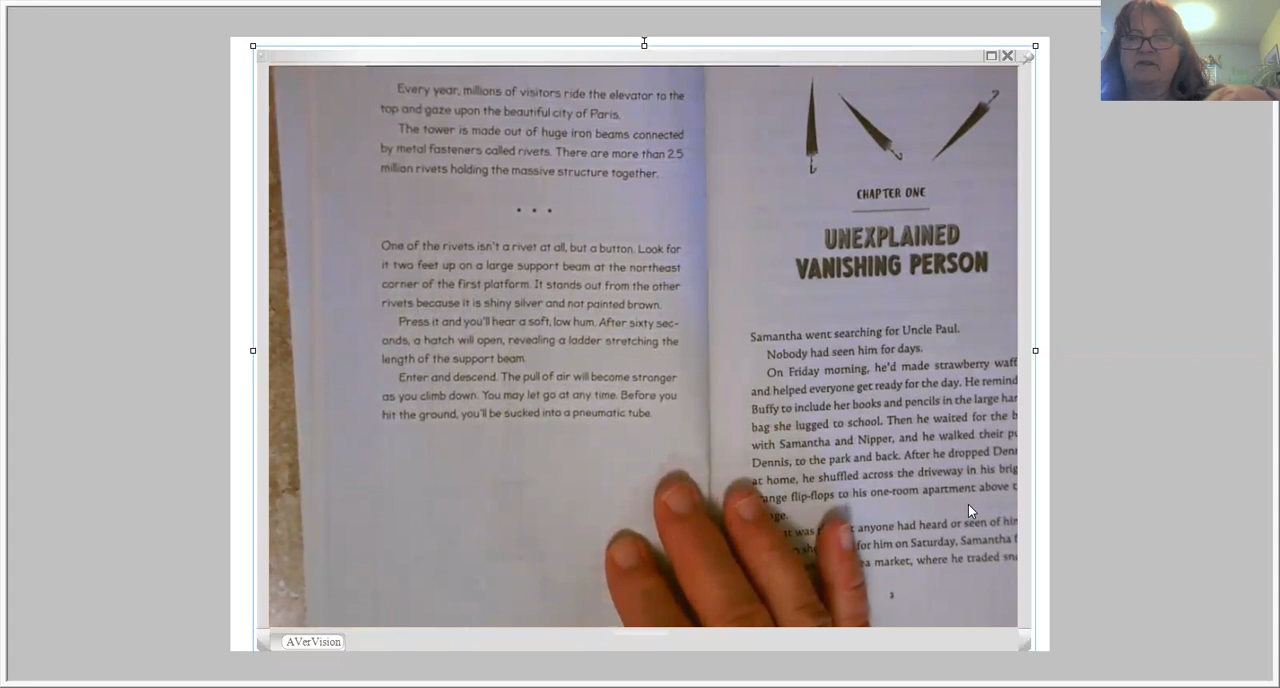 Every year, millions of visitors ride the elevator to the
top and gaze upon the beautiful city of Paris.
The tower is made out of huge iron beams connected
by metal fasteners called rivets. There are more than 2.5
million rivets holding the massive structure together.
• • •
One of the rivets isn't a rivet at all, but a button. Look for
it two feet up on a large support beam at the northeast
corner of the first platform. It stands out from the other
rivets because it is shiny silver and not painted brown.
Press it and you'll hear a soft, low hum. After sixty sec-
onds, a hatch will open, revealing a ladder stretching the
length of the support beam.
Enter and descend. The pull of air will become stronger
as you climb down. You may let go at any time. Before you
hit the ground, you'll be sucked into a pneumatic tube.
CHAPTER ONE
UNEXPLAINED
VANISHING PERSON
Samantha went searching for Uncle Paul.
Nobody had seen him for days.
On Friday morning, he'd made strawberry waff
and helped everyone get ready for the day. He remind
Buffy to include her books and pencils in the large han
bag she lugged to school. Then he waited for the b
with Samantha and Nipper, and he walked their pu
Dennis, to the park and back. After he dropped Denn
at home, he shuffled across the driveway in his brig
ange flip-flops to his one-room apartment above t
ge.
was anyone had heard or seen of him
for him on Saturday, Samantha f
ea market, where he traded sna
3
AVerVision